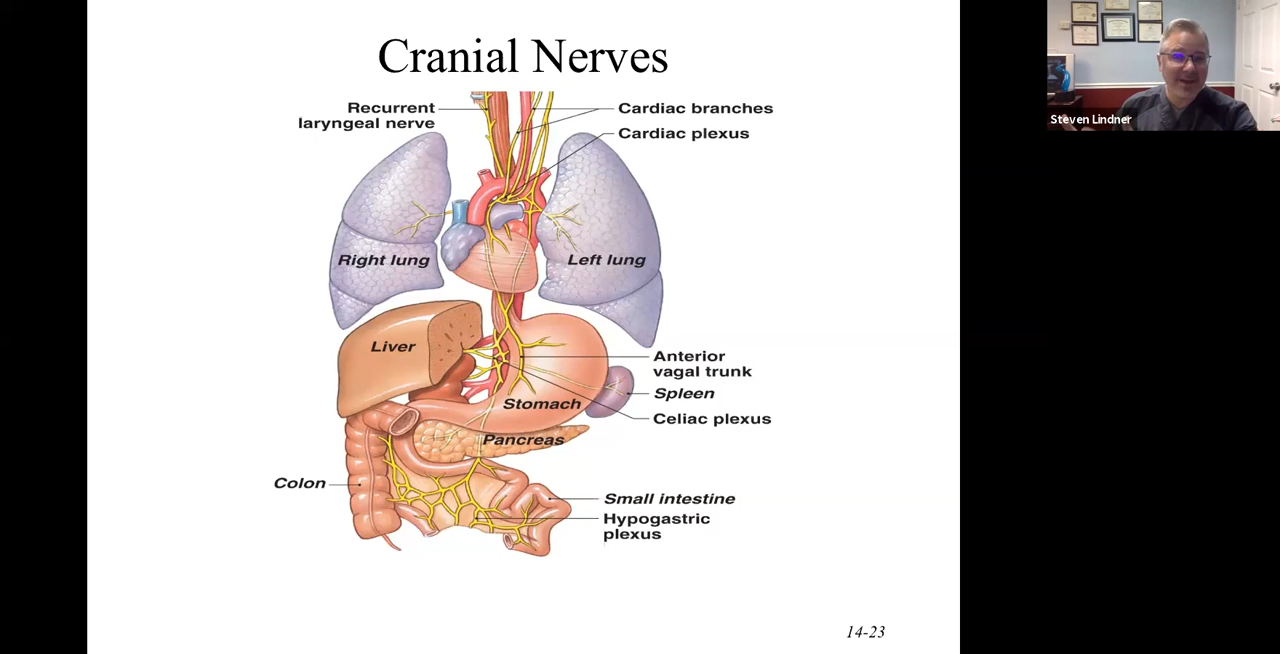 Cranial Nerves
Steven Lindner
Recurrent
laryngeal nerve
Cardiac branches
Cardiac plexus
Right lung
Left lung
Liver
Anterior
vagal trunk
Spleen
Stomach
Celiac plexus
Pancreas
Colon
Small intestine
Hypogastric
plexus
14-23